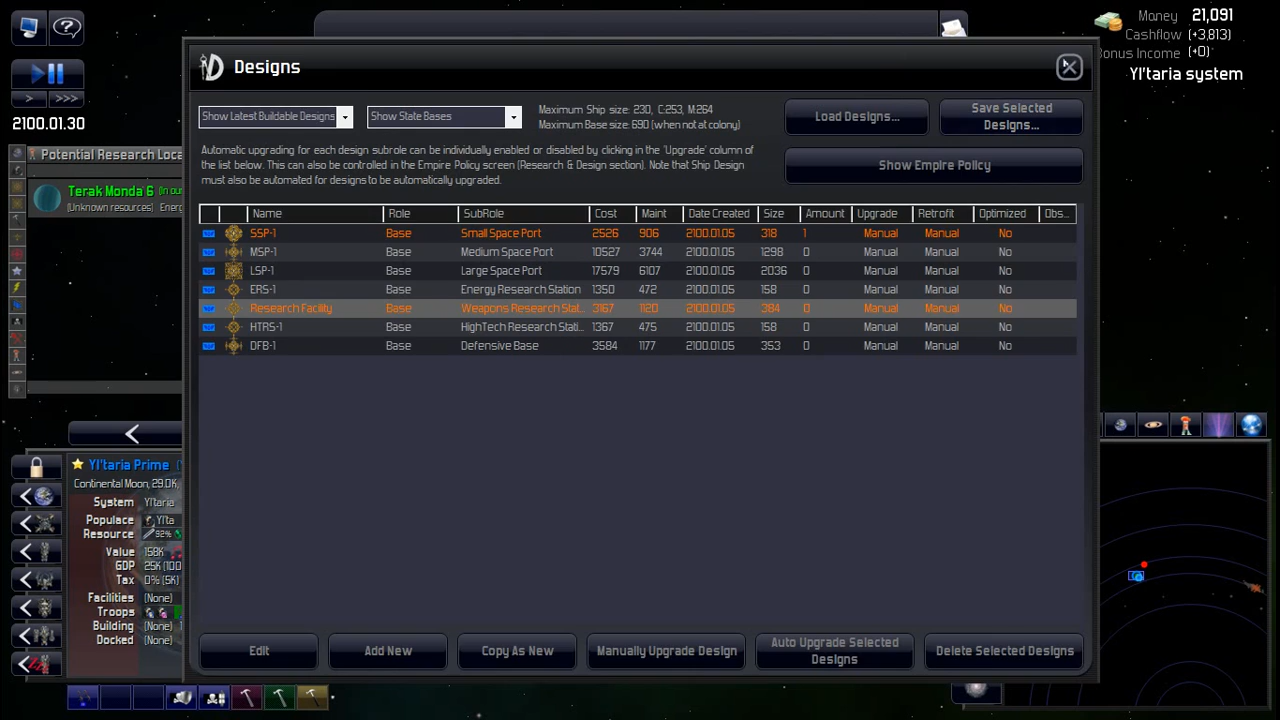 Money 21,091
Cashflow (+3,813)
Bonus Income (+0)
Yl'taria system
2100.01.30
Designs
Show Latest Buildable Designs
Show State Bases
Maximum Ship size: 230, C:253, M:264
Maximum Base size: 690 (when not at colony)
Load Designs...
Save Selected
Designs...
Automatic upgrading for each design subrole can be individually enabled or disabled by clicking in the 'Upgrade' column of
the list below. This can also be controlled in the Empire Policy screen (Research & Design section). Note that Ship Design
must also be automated for designs to be automatically upgraded.
Show Empire Policy
Potential Research Loca
Terak Monda 6 (In our
(Unknown resources) Energ
Name Role SubRole Cost Maint Date Created Size Amount Upgrade Retrofit Optimized Obs...
SSP-1 Base Small Space Port 2526 906 2100.01.05 318 1 Manual Manual No
MSP-1 Base Medium Space Port 10527 3744 2100.01.05 1298 0 Manual Manual No
LSP-1 Base Large Space Port 17579 6107 2100.01.05 2036 0 Manual Manual No
ERS-1 Base Energy Research Station 1350 472 2100.01.05 158 0 Manual Manual No
Research Facility Base Weapons Research Stat... 3167 1120 2100.01.05 384 0 Manual Manual No
HTRS-1 Base HighTech Research Stati... 1367 475 2100.01.05 158 0 Manual Manual No
DFB-1 Base Defensive Base 3584 1177 2100.01.05 353 0 Manual Manual No
Yl'taria Prime
Continental Moon, 29.0K,
System Yl'taria
Populace Yl'ta
Resource 92%
Value 158K
GDP 25K (100
Tax 0% (5K)
Facilities (None)
Troops
Building (None)
Docked (None)
Edit
Add New
Copy As New
Manually Upgrade Design
Auto Upgrade Selected
Designs
Delete Selected Designs